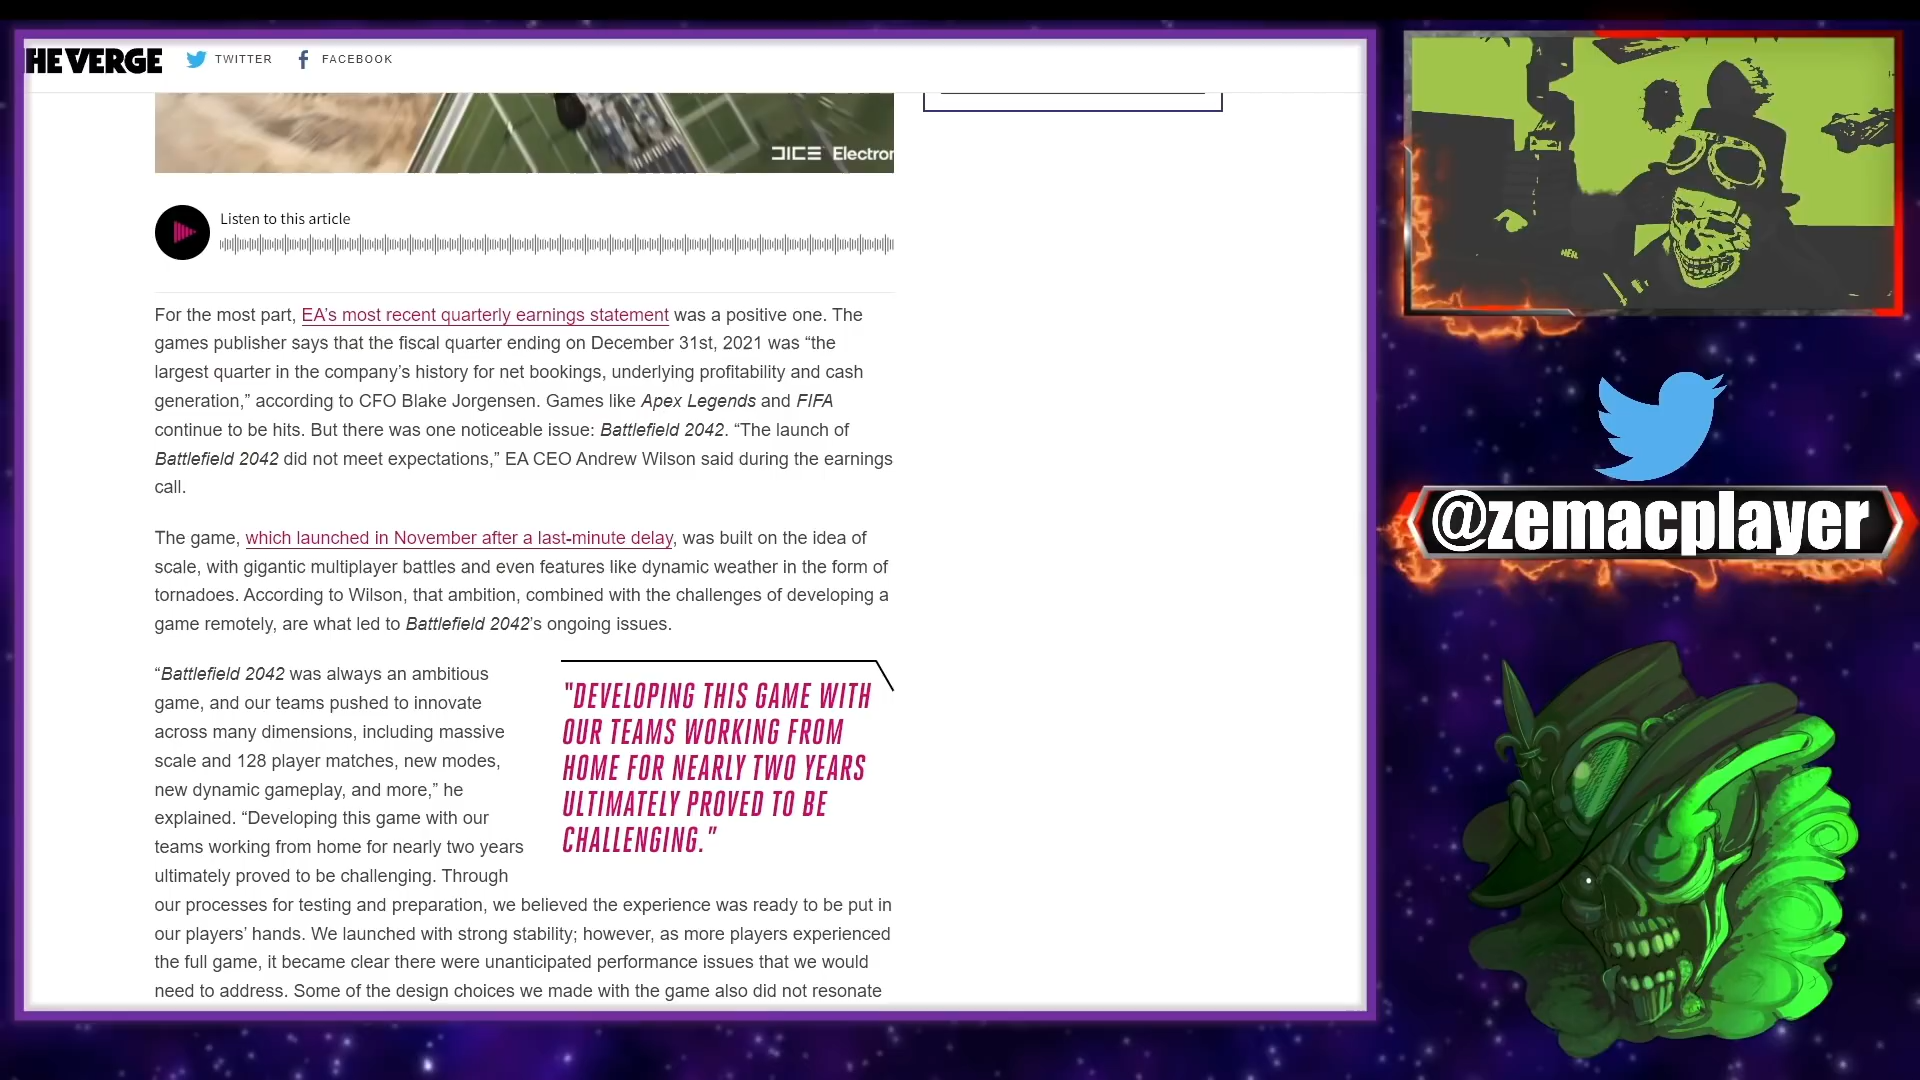 HE VERGE
TWITTER
FACEBOOK
DICE Electron
Listen to this article
For the most part, EA’s most recent quarterly earnings statement was a positive one. The
games publisher says that the fiscal quarter ending on December 31st, 2021 was “the
largest quarter in the company’s history for net bookings, underlying profitability and cash
generation,” according to CFO Blake Jorgensen. Games like Apex Legends and FIFA
continue to be hits. But there was one noticeable issue: Battlefield 2042. “The launch of
Battlefield 2042 did not meet expectations,” EA CEO Andrew Wilson said during the earnings
call.
The game, which launched in November after a last-minute delay, was built on the idea of
scale, with gigantic multiplayer battles and even features like dynamic weather in the form of
tornadoes. According to Wilson, that ambition, combined with the challenges of developing a
game remotely, are what led to Battlefield 2042’s ongoing issues.
“Battlefield 2042 was always an ambitious
game, and our teams pushed to innovate
across many dimensions, including massive
scale and 128 player matches, new modes,
new dynamic gameplay, and more,” he
explained. “Developing this game with our
teams working from home for nearly two years
ultimately proved to be challenging. Through
our processes for testing and preparation, we believed the experience was ready to be put in
our players’ hands. We launched with strong stability; however, as more players experienced
the full game, it became clear there were unanticipated performance issues that we would
need to address. Some of the design choices we made with the game also did not resonate
"DEVELOPING THIS GAME WITH
OUR TEAMS WORKING FROM
HOME FOR NEARLY TWO YEARS
ULTIMATELY PROVED TO BE
CHALLENGING."
@zemacplayer